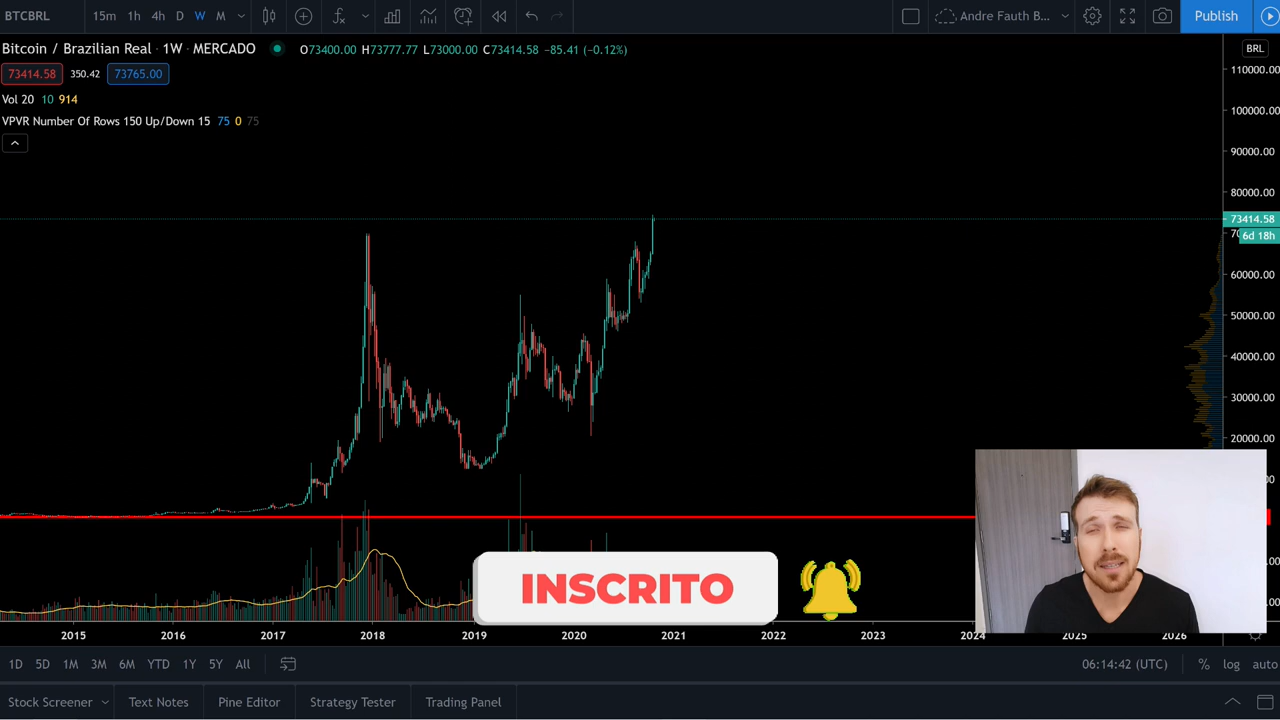 BTCBRL 15m 1h 4h D W M Andre Fauth B... Publish
Bitcoin / Brazilian Real · 1W · MERCADO O73400.00 H73777.77 L73000.00 C73414.58 −85.41 (−0.12%) BRL
73414.58 350.42 73765.00
Vol 20 10 914
VPVR Number Of Rows 150 Up/Down 15 75 0 75
110000.00
100000.00
90000.00
80000.00
73414.58
6d 18h
60000.00
50000.00
40000.00
30000.00
20000.00
INSCRITO
2015 2016 2017 2018 2019 2020 2021 2022 2023 2024 2025 2026
1D 5D 1M 3M 6M YTD 1Y 5Y All 06:14:42 (UTC) % log auto
Stock Screener Text Notes Pine Editor Strategy Tester Trading Panel